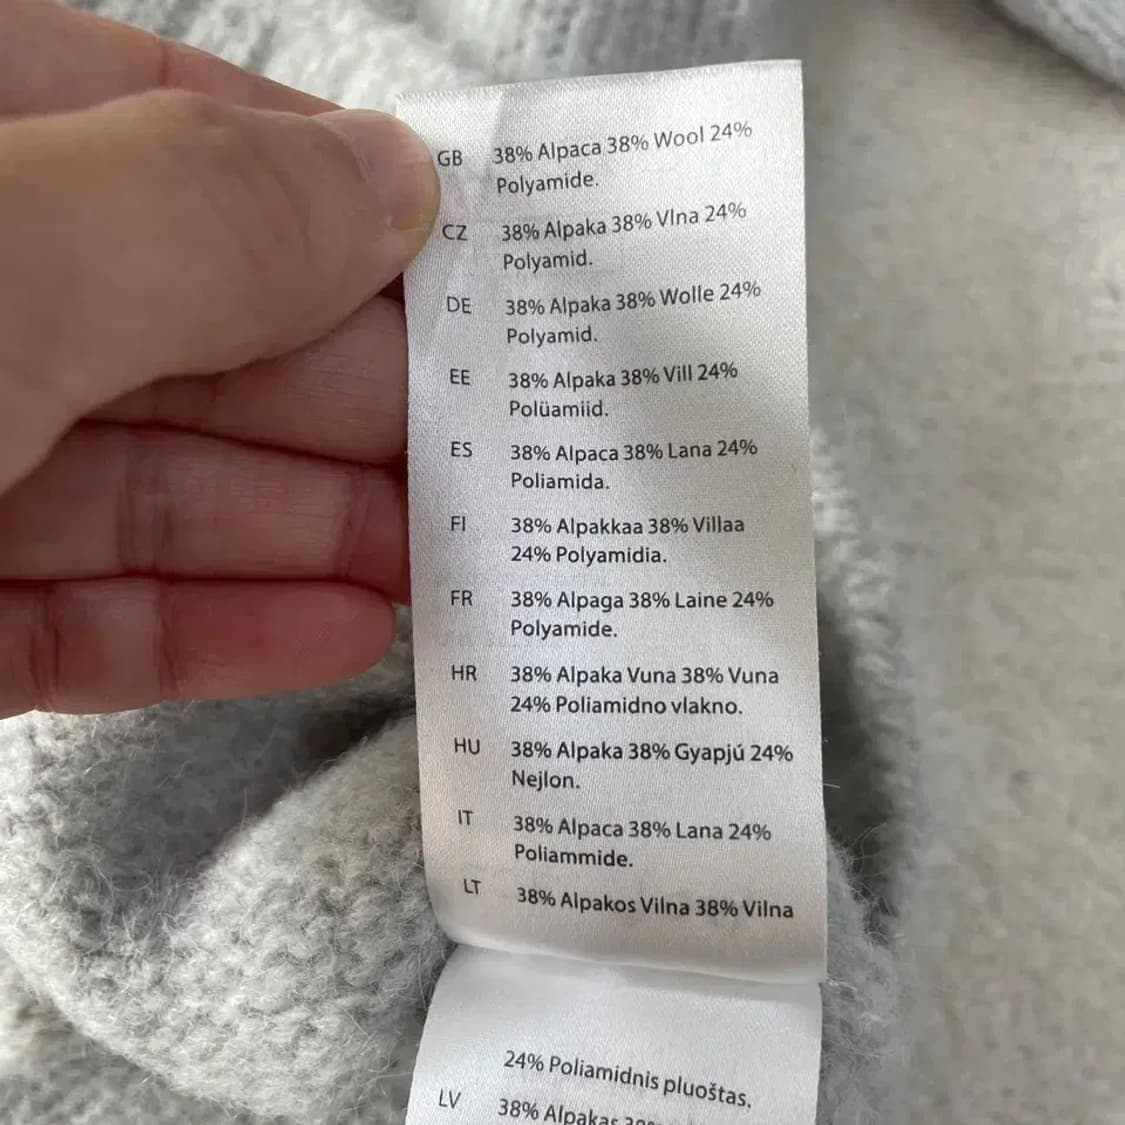 GB 38% Alpaca 38% Wool 24%
Polyamide.
CZ 38% Alpaka 38% Vlna 24%
Polyamid.
DE 38% Alpaka 38% Wolle 24%
Polyamid.
EE 38% Alpaka 38% Vill 24%
Polüamiid.
ES 38% Alpaca 38% Lana 24%
Poliamida.
FI 38% Alpakkaa 38% Villaa
24% Polyamidia.
FR 38% Alpaga 38% Laine 24%
Polyamide.
HR 38% Alpaka Vuna 38% Vuna
24% Poliamidno vlakno.
HU 38% Alpaka 38% Gyapjú 24%
Nejlon.
IT 38% Alpaca 38% Lana 24%
Poliammide.
LT 38% Alpakos Vilna 38% Vilna
24% Poliamidnis pluoštas.
LV 38% Alpakas